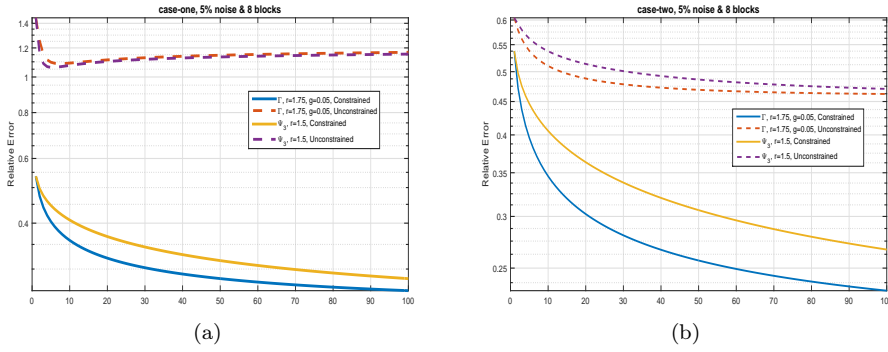 case-one, 5% noise & 8 blocks
Relative Error
1.4
1.2
1
0.8
0.6
0.4
0 10 20 30 40 50 60 70 80 90 100
Γ, r=1.75, g=0.05, Constrained
Γ, r=1.75, g=0.05, Unconstrained
Ψ3, r=1.5, Constrained
Ψ3, r=1.5, Unconstrained
(a)
case-two, 5% noise & 8 blocks
Relative Error
0.6
0.55
0.5
0.45
0.4
0.35
0.3
0.25
0 10 20 30 40 50 60 70 80 90 100
Γ, r=1.75, g=0.05, Constrained
Γ, r=1.75, g=0.05, Unconstrained
Ψ3, r=1.5, Constrained
Ψ3, r=1.5, Unconstrained
(b)